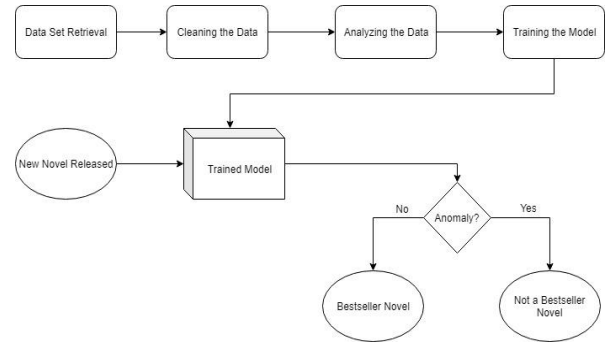 Data Set Retrieval
Cleaning the Data
Analyzing the Data
Training the Model
New Novel Released
Trained Model
Anomaly?
No
Yes
Bestseller Novel
Not a Bestseller
Novel